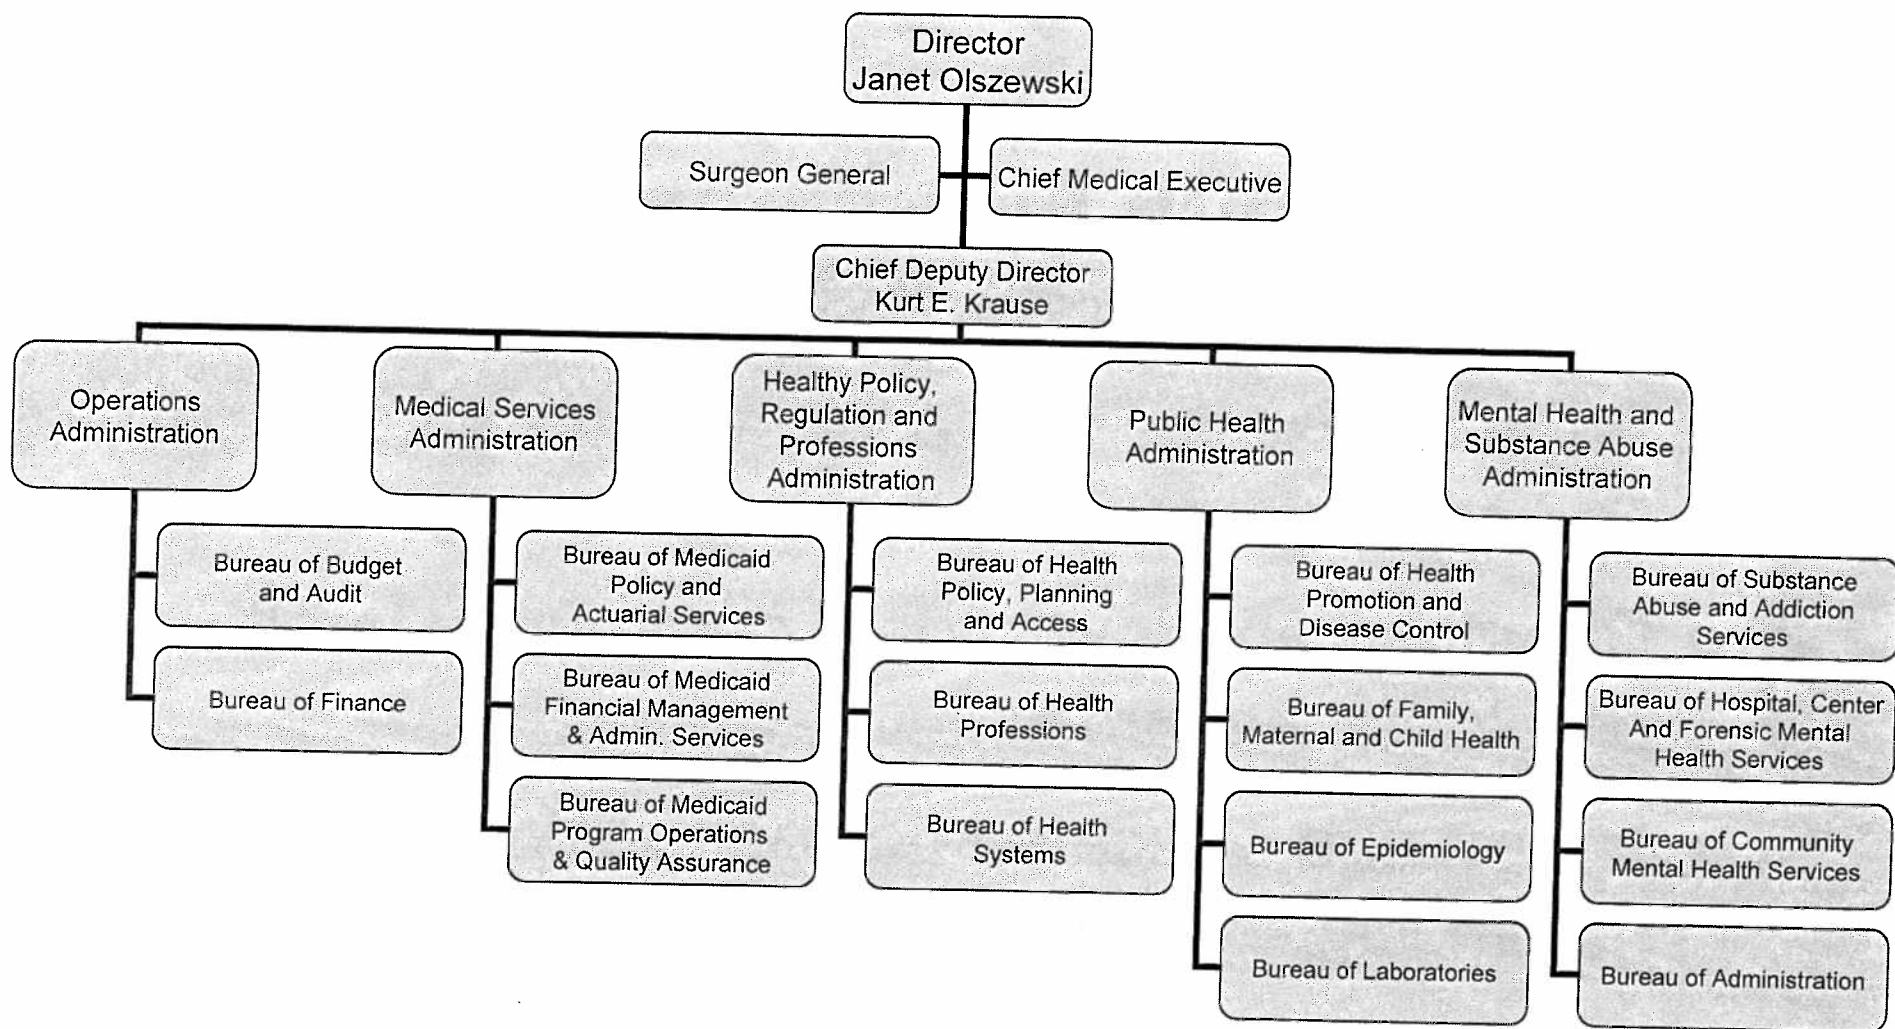 Director
Janet Olszewski
Surgeon General
Chief Medical Executive
Chief Deputy Director
Kurt E. Krause
Operations
Administration
Medical Services
Administration
Healthy Policy,
Regulation and
Professions
Administration
Public Health
Administration
Mental Health and
Substance Abuse
Administration
Bureau of Budget
and Audit
Bureau of Finance
Bureau of Medicaid
Policy and
Actuarial Services
Bureau of Medicaid
Financial Management
& Admin. Services
Bureau of Medicaid
Program Operations
& Quality Assurance
Bureau of Health
Policy, Planning
and Access
Bureau of Health
Professions
Bureau of Health
Systems
Bureau of Health
Promotion and
Disease Control
Bureau of Family,
Maternal and Child Health
Bureau of Epidemiology
Bureau of Laboratories
Bureau of Substance
Abuse and Addiction
Services
Bureau of Hospital, Center
And Forensic Mental
Health Services
Bureau of Community
Mental Health Services
Bureau of Administration